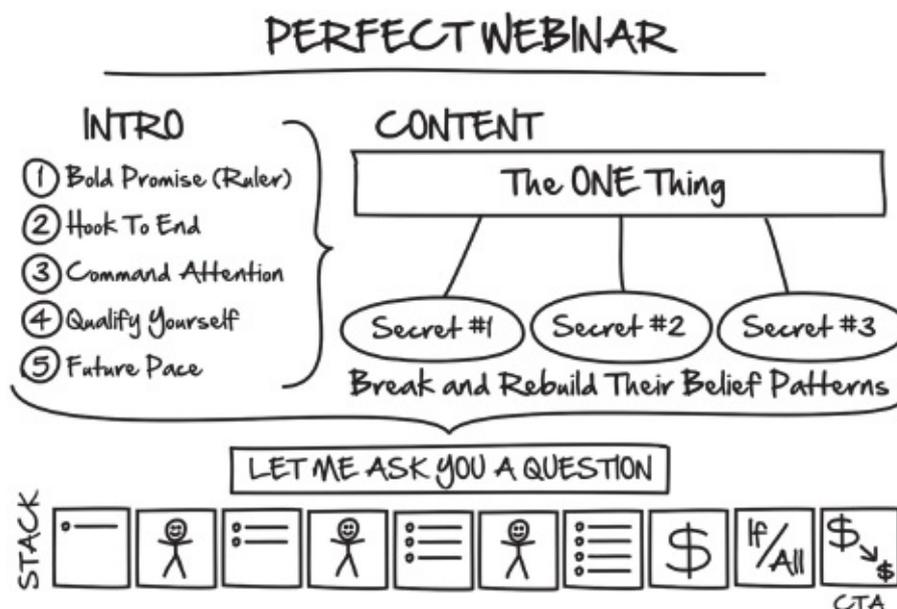 PERFECT WEBINAR
INTRO
1 Bold Promise (Ruler)
2 Hook To End
3 Command Attention
4 Qualify Yourself
5 Future Pace
CONTENT
The ONE Thing
Secret #1
Secret #2
Secret #3
Break and Rebuild Their Belief Patterns
LET ME ASK YOU A QUESTION
STACK
$
If/All
$ $
CTA